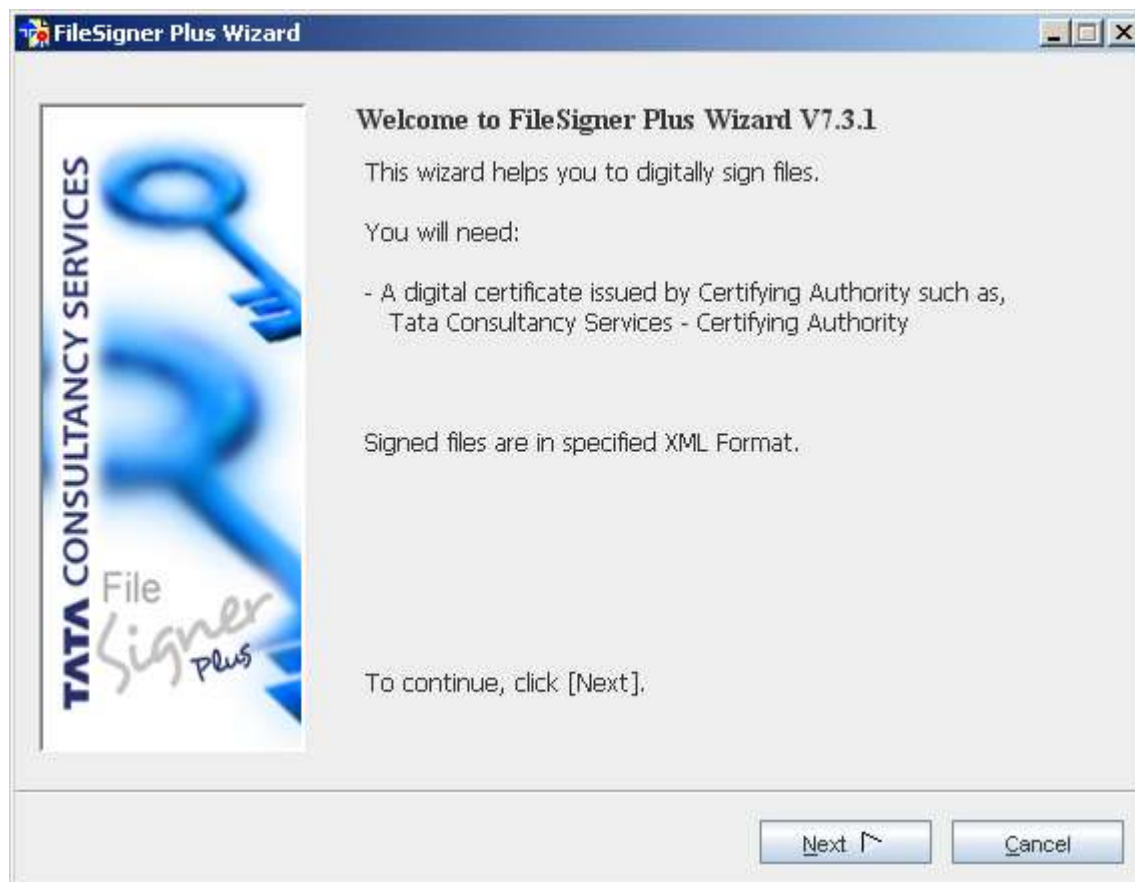 FileSigner Plus Wizard
TATA CONSULTANCY SERVICES
File
Signer
Plus
Welcome to FileSigner Plus Wizard V7.3.1
This wizard helps you to digitally sign files.
You will need:
- A digital certificate issued by Certifying Authority such as,
Tata Consultancy Services - Certifying Authority
Signed files are in specified XML Format.
To continue, click [Next].
Next
Cancel